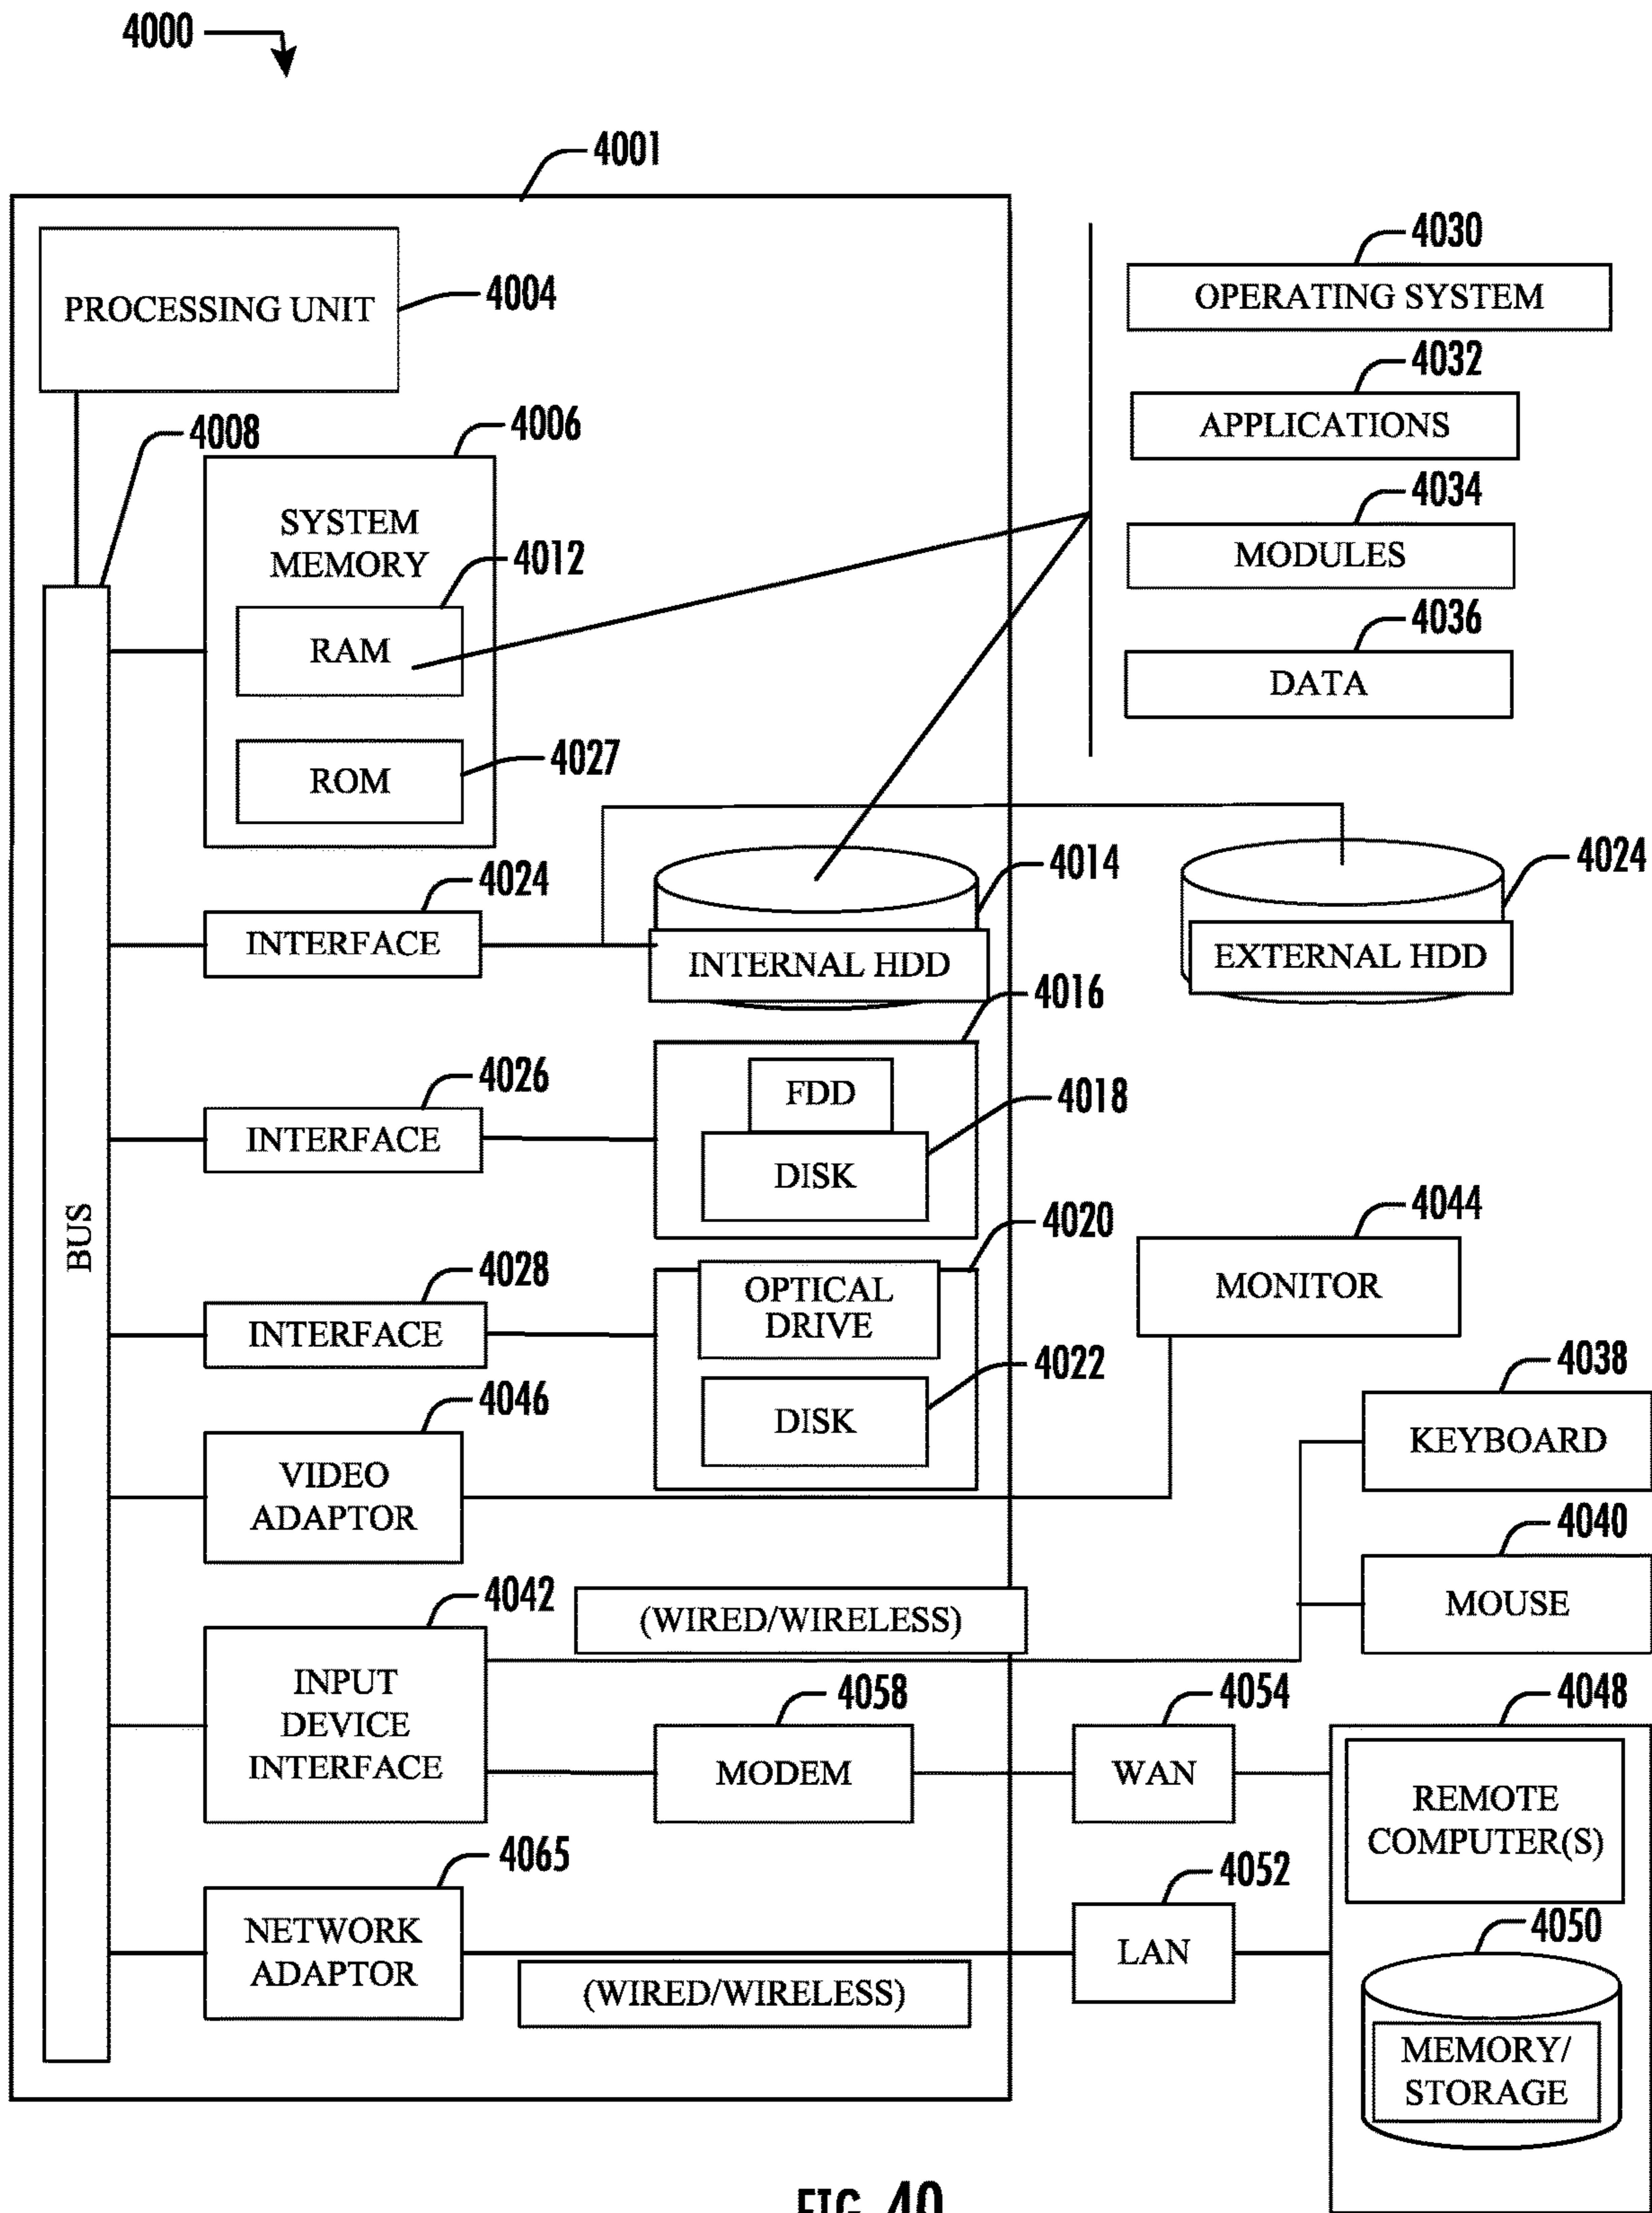 4000
4001
PROCESSING UNIT
4004
4008
4006
SYSTEM
MEMORY
4012
RAM
ROM
4027
4030
OPERATING SYSTEM
4032
APPLICATIONS
4034
MODULES
4036
DATA
BUS
4024
INTERFACE
4014
INTERNAL HDD
4024
EXTERNAL HDD
4026
INTERFACE
4016
FDD
4018
DISK
4028
INTERFACE
4020
OPTICAL
DRIVE
4022
DISK
4044
MONITOR
4046
VIDEO
ADAPTOR
4038
KEYBOARD
4040
MOUSE
4042
INPUT
DEVICE
INTERFACE
(WIRED/WIRELESS)
4058
MODEM
4054
WAN
4048
REMOTE
COMPUTER(S)
4065
NETWORK
ADAPTOR
(WIRED/WIRELESS)
4052
LAN
4050
MEMORY/
STORAGE
FIG. 40